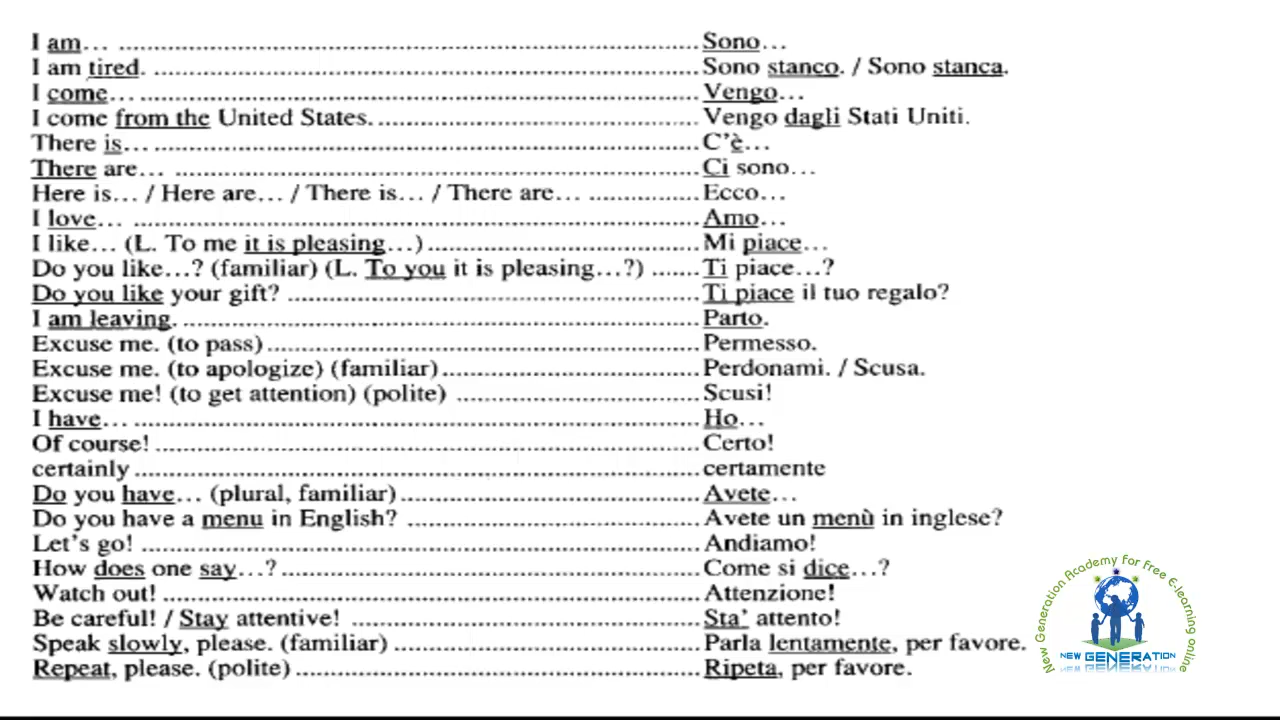 I am… ........ Sono…
I am tired. ........ Sono stanco. / Sono stanca.
I come… ........ Vengo…
I come from the United States. ........ Vengo dagli Stati Uniti.
There is… ........ C'è…
There are… ........ Ci sono…
Here is… / Here are… / There is… / There are… ........ Ecco…
I love… ........ Amo…
I like… (L. To me it is pleasing…) ........ Mi piace…
Do you like…? (familiar) (L. To you it is pleasing…?) ........ Ti piace…?
Do you like your gift? ........ Ti piace il tuo regalo?
I am leaving. ........ Parto.
Excuse me. (to pass) ........ Permesso.
Excuse me. (to apologize) (familiar) ........ Perdonami. / Scusa.
Excuse me! (to get attention) (polite) ........ Scusi!
I have… ........ Ho…
Of course! ........ Certo!
certainly ........ certamente
Do you have… (plural, familiar) ........ Avete…
Do you have a menu in English? ........ Avete un menù in inglese?
Let's go! ........ Andiamo!
How does one say…? ........ Come si dice…?
Watch out! ........ Attenzione!
Be careful! / Stay attentive! ........ Sta' attento!
Speak slowly, please. (familiar) ........ Parla lentamente, per favore.
Repeat, please. (polite) ........ Ripeta, per favore.
New Generation Academy for Free E-learning online
NEW GENERATION